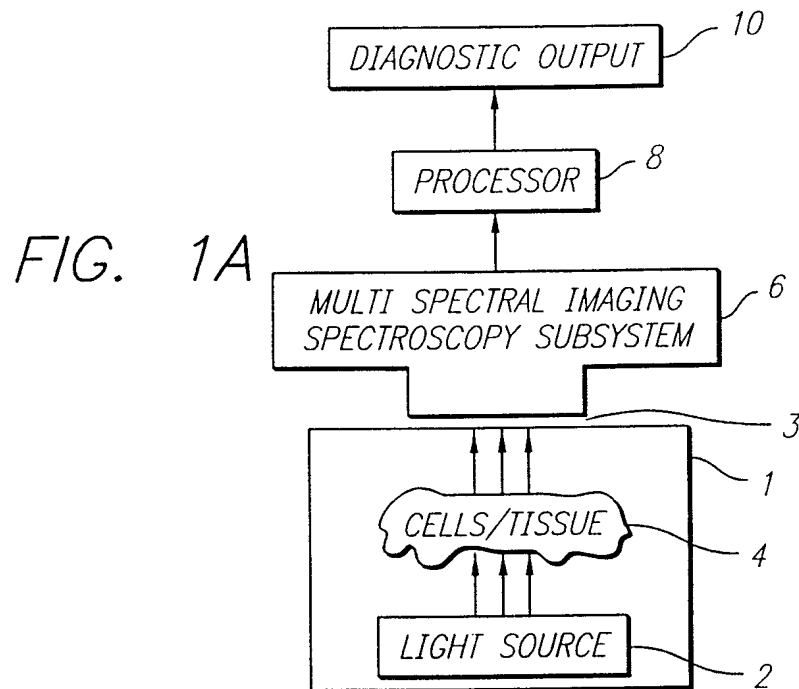 10
DIAGNOSTIC OUTPUT
8
PROCESSOR
FIG. 1A
6
MULTI SPECTRAL IMAGING
SPECTROSCOPY SUBSYSTEM
3
1
CELLS/TISSUE
4
LIGHT SOURCE
2